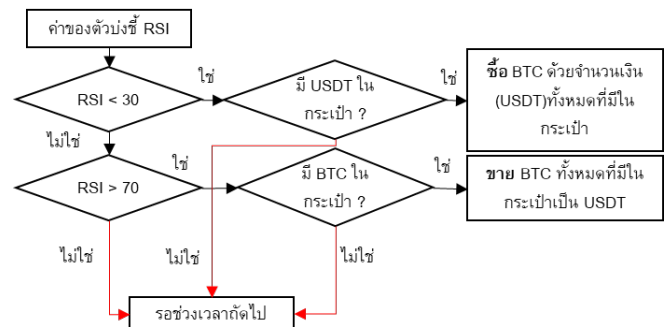 ค่าของตัวบ่งชี้ RSI
RSI < 30
ใช่
มี USDT ใน
กระเป๋า ?
ใช่
ซื้อ BTC ด้วยจำนวนเงิน
(USDT)ทั้งหมดที่มีใน
กระเป๋า
ไม่ใช่
RSI > 70
ใช่
มี BTC ใน
กระเป๋า ?
ใช่
ขาย BTC ทั้งหมดที่มีใน
กระเป๋าเป็น USDT
ไม่ใช่
ไม่ใช่
ไม่ใช่
รอช่วงเวลาถัดไป